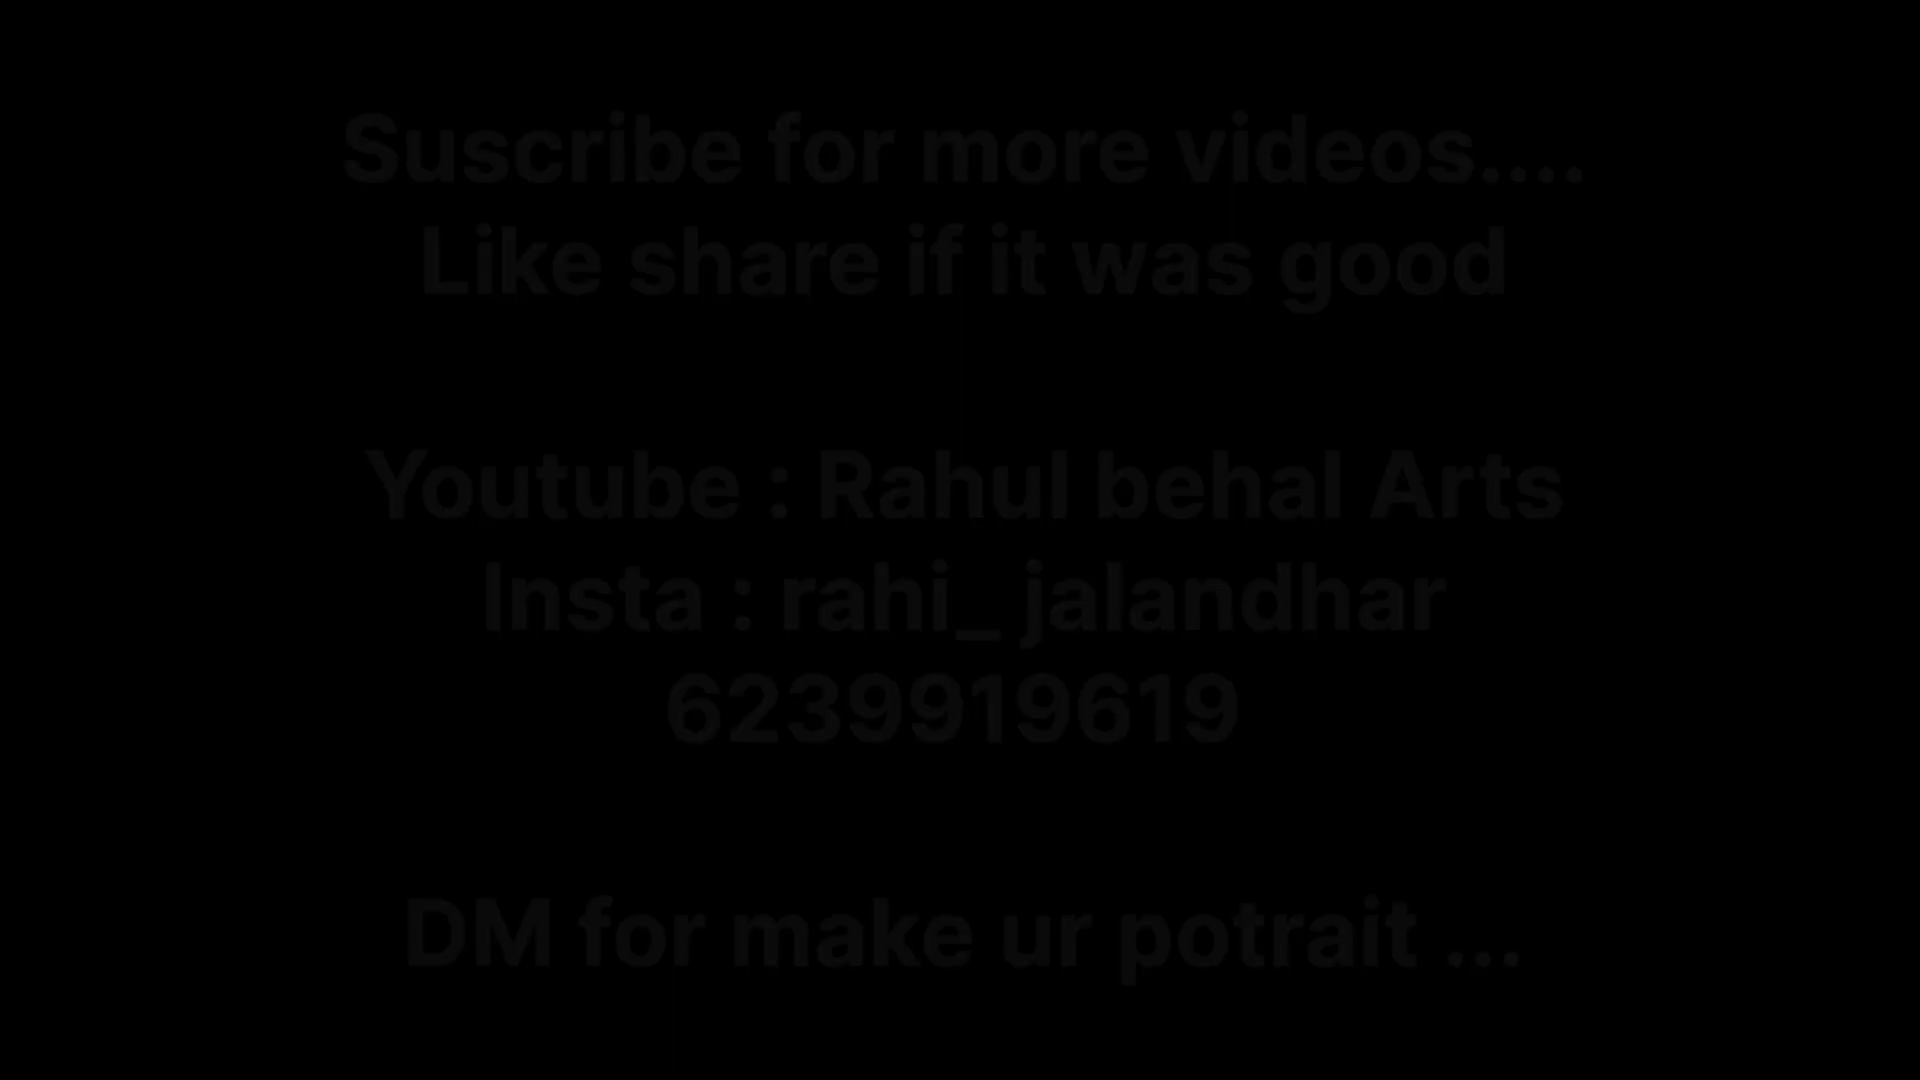 Suscribe for more videos....
Like share if it was good
Youtube : Rahul behal Arts
Insta : rahi_ jalandhar
6239919619
DM for make ur potrait ...